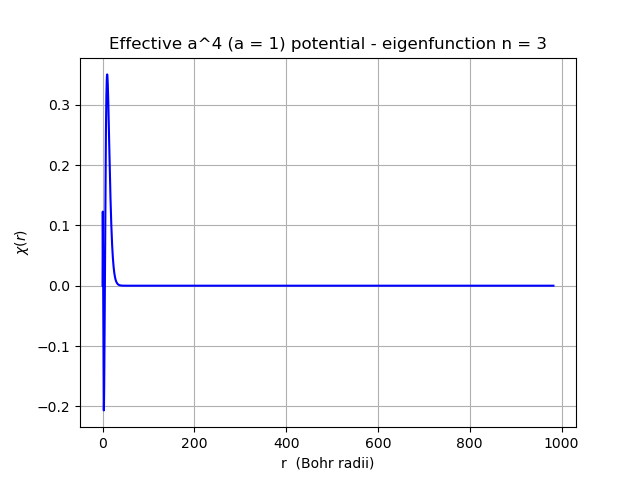 Effective a^4 (a = 1) potential - eigenfunction n = 3
0.3
0.2
0.1
0.0
−0.1
−0.2
χ(r)
0 200 400 600 800 1000
r (Bohr radii)